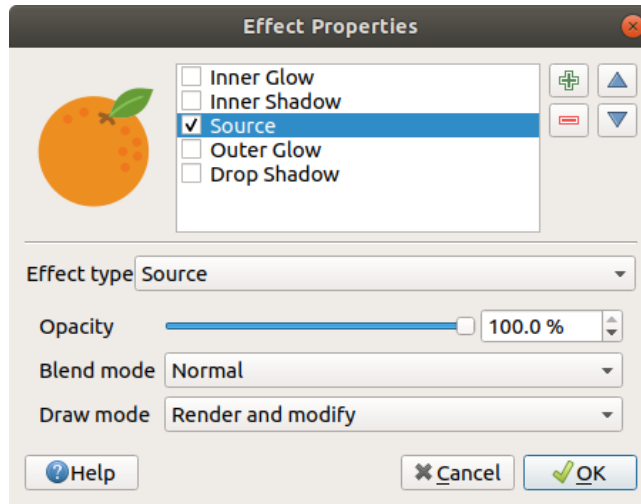 Effect Properties
Inner Glow
Inner Shadow
Source
Outer Glow
Drop Shadow
Effect type Source
Opacity 100.0 %
Blend mode Normal
Draw mode Render and modify
Help Cancel OK